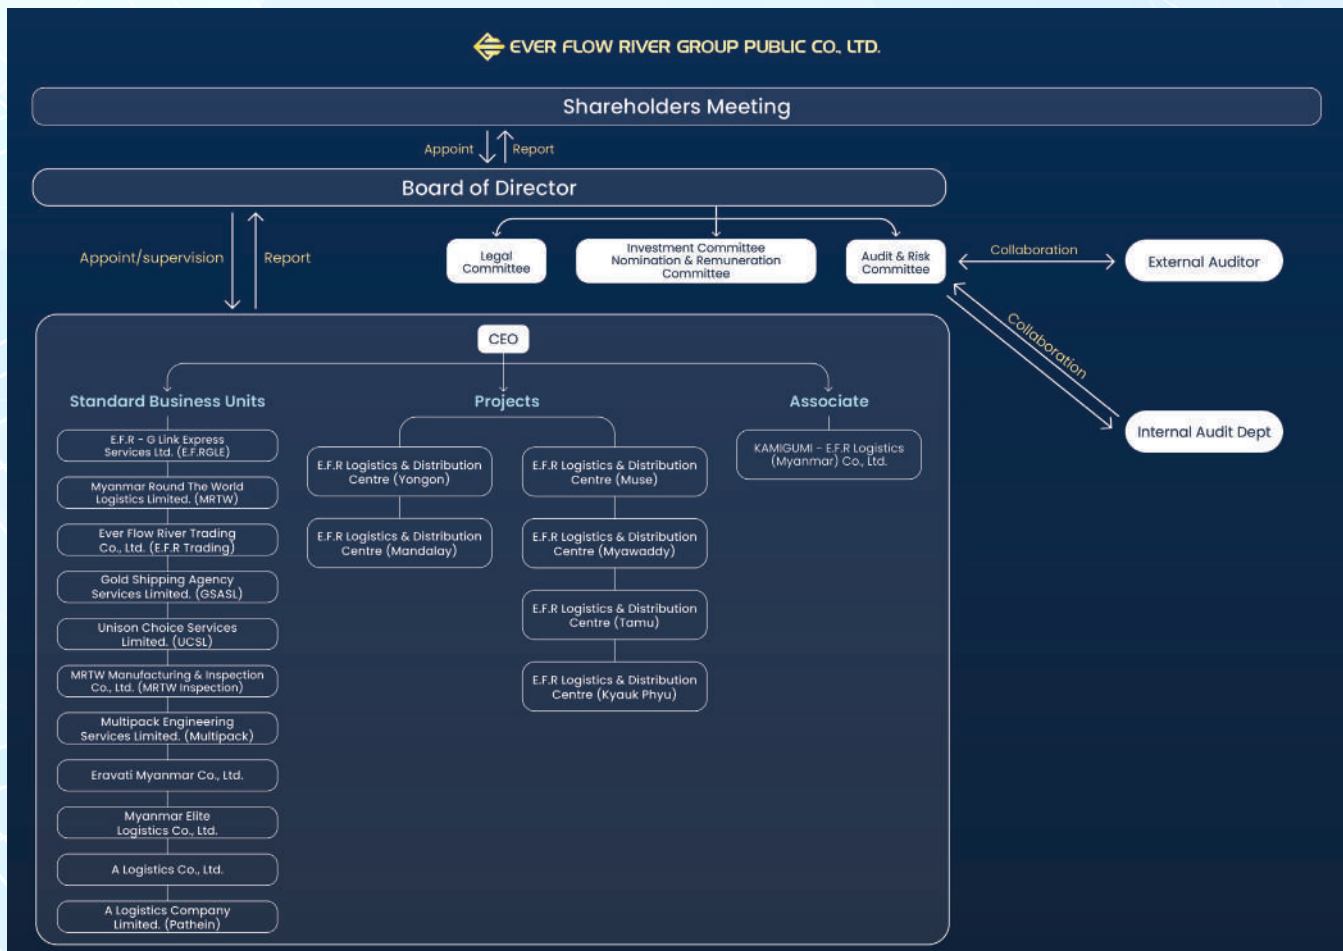 EVER FLOW RIVER GROUP PUBLIC CO., LTD.
Shareholders Meeting
Appoint
Report
Board of Director
Appoint/supervision
Report
Legal
Committee
Investment Committee
Nomination & Remuneration
Committee
Audit & Risk
Committee
Collaboration
External Auditor
Collaboration
Internal Audit Dept
CEO
Standard Business Units
E.F.R - G Link Express
Services Ltd. (E.F.RGLE)
Myanmar Round The World
Logistics Limited. (MRTW)
Ever Flow River Trading
Co., Ltd. (E.F.R Trading)
Gold Shipping Agency
Services Limited. (GSASL)
Unison Choice Services
Limited. (UCSL)
MRTW Manufacturing & Inspection
Co., Ltd. (MRTW Inspection)
Multipack Engineering
Services Limited. (Multipack)
Eravati Myanmar Co., Ltd.
Myanmar Elite
Logistics Co., Ltd.
A Logistics Co., Ltd.
A Logistics Company
Limited. (Pathein)
Projects
E.F.R Logistics & Distribution
Centre (Yongon)
E.F.R Logistics & Distribution
Centre (Mandalay)
E.F.R Logistics & Distribution
Centre (Muse)
E.F.R Logistics & Distribution
Centre (Myawaddy)
E.F.R Logistics & Distribution
Centre (Tamu)
E.F.R Logistics & Distribution
Centre (Kyauk Phyu)
Associate
KAMIGUMI - E.F.R Logistics
(Myanmar) Co., Ltd.